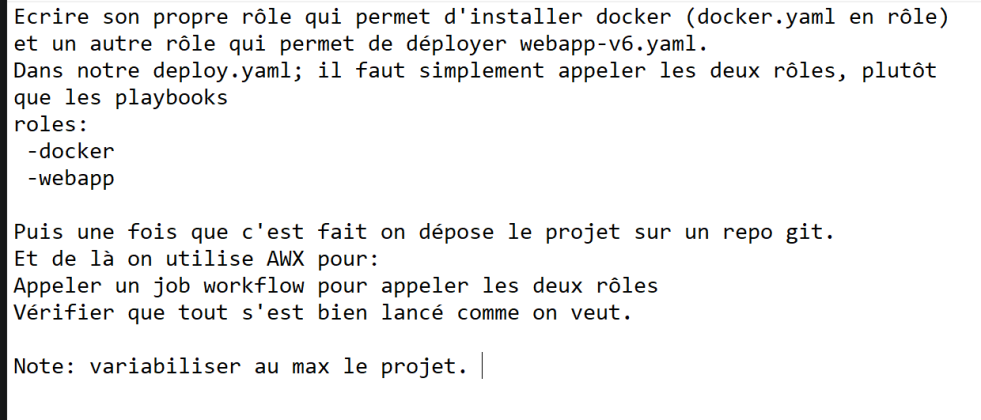 Ecrire son propre rôle qui permet d'installer docker (docker.yaml en rôle)
et un autre rôle qui permet de déployer webapp-v6.yaml.
Dans notre deploy.yaml; il faut simplement appeler les deux rôles, plutôt
que les playbooks
roles:
 -docker
 -webapp

Puis une fois que c'est fait on dépose le projet sur un repo git.
Et de là on utilise AWX pour:
Appeler un job workflow pour appeler les deux rôles
Vérifier que tout s'est bien lancé comme on veut.

Note: variabiliser au max le projet.